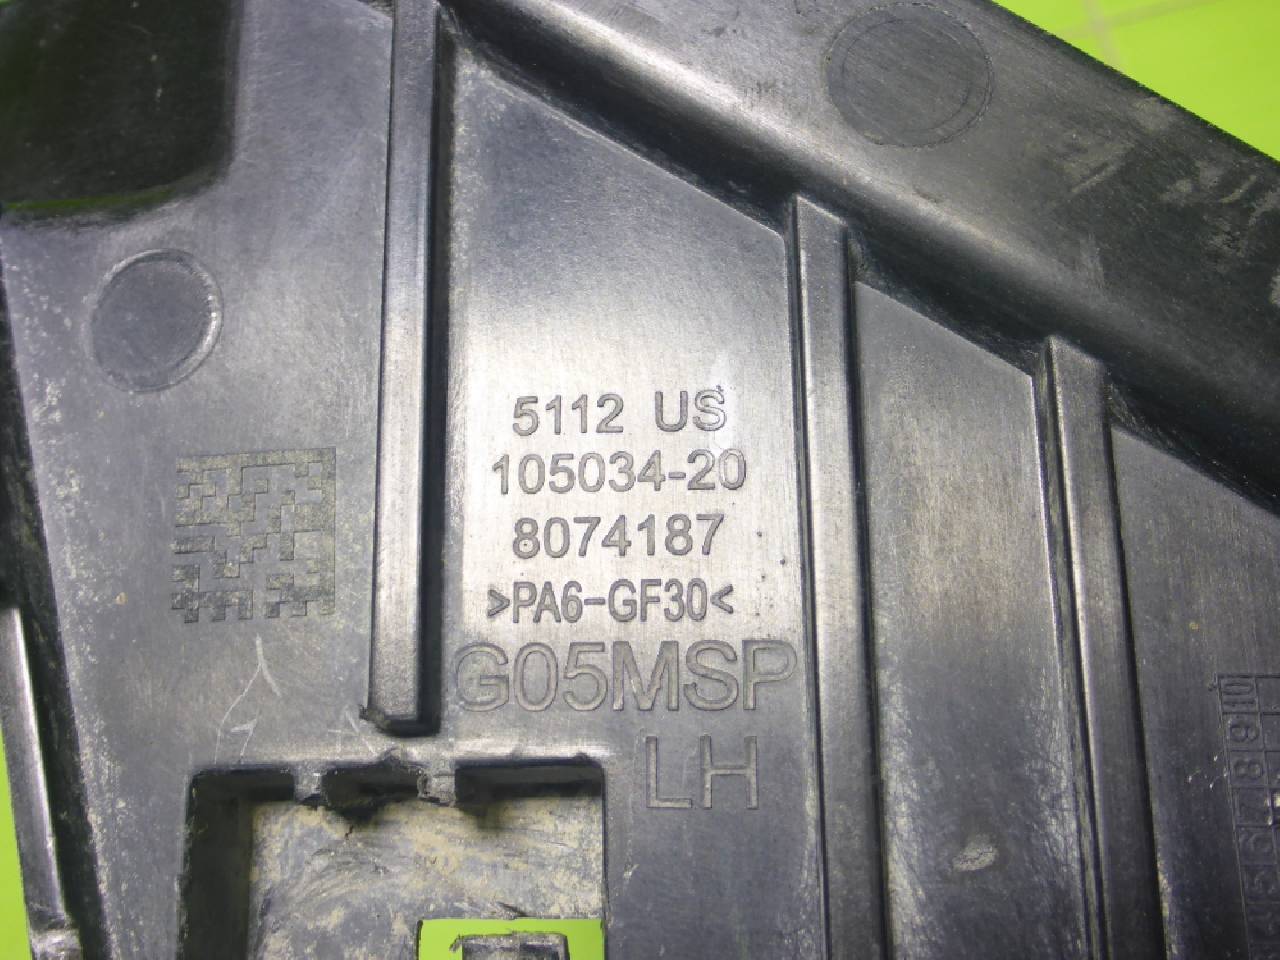 5112 US
105034-20
8074187
>PA6-GF30<
G05MSP
LH